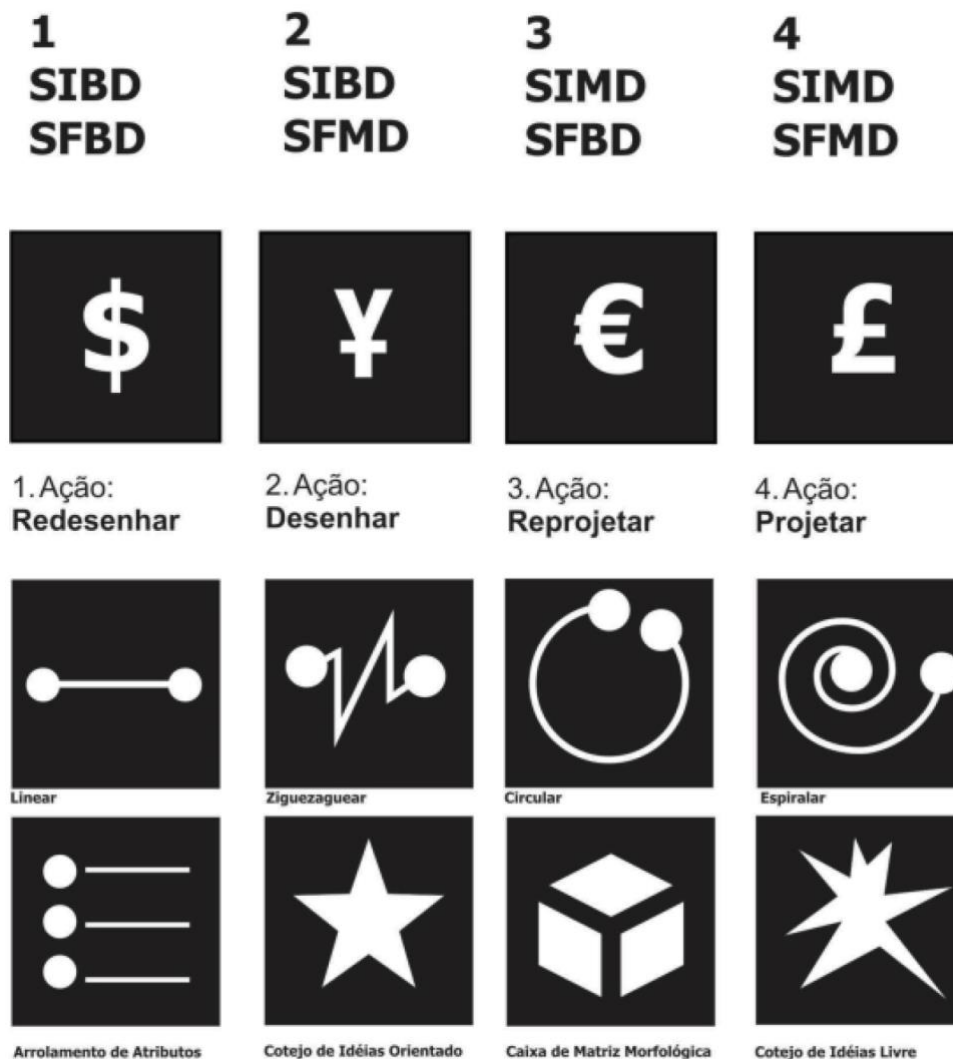 1
SIBD
SFBD
2
SIBD
SFMD
3
SIMD
SFBD
4
SIMD
SFMD
$
¥
€
£
1. Ação:
Redesenhar
2. Ação:
Desenhar
3. Ação:
Reprojetar
4. Ação:
Projetar
Linear
Ziguezaguear
Circular
Espiralar
Arrolamento de Atributos
Cotejo de Idéias Orientado
Caixa de Matriz Morfológica
Cotejo de Idéias Livre